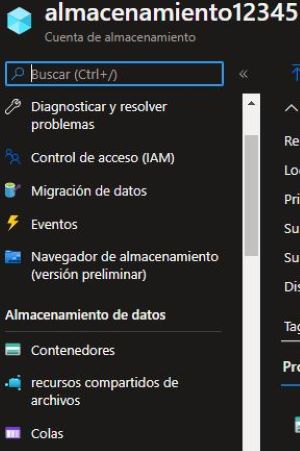 almacenamiento12345
Cuenta de almacenamiento
Buscar (Ctrl+/)
«
Diagnosticar y resolver
problemas
Control de acceso (IAM)
Migración de datos
Eventos
Navegador de almacenamiento
(versión preliminar)
Almacenamiento de datos
Contenedores
recursos compartidos de
archivos
Colas
Re
Loc
Pri
Su
Su
Dis
Tag
Pro